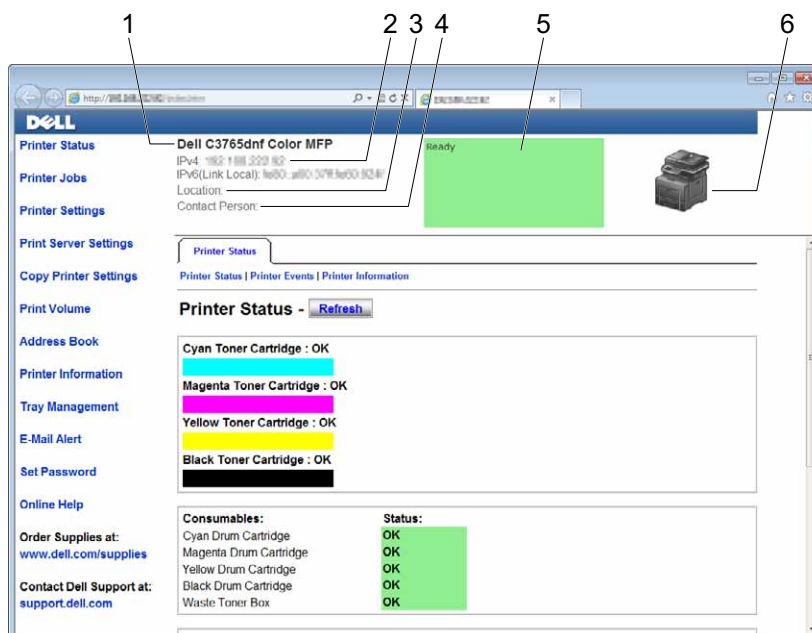 1 2 3 4 5 6
http://
DELL
Printer Status
Printer Jobs
Printer Settings
Print Server Settings
Copy Printer Settings
Print Volume
Address Book
Printer Information
Tray Management
E-Mail Alert
Set Password
Online Help
Order Supplies at:
www.dell.com/supplies
Contact Dell Support at:
support.dell.com
Dell C3765dnf Color MFP
IPv4:
IPv6(Link Local):
Location:
Contact Person:
Ready
Printer Status
Printer Status | Printer Events | Printer Information
Printer Status - Refresh
Cyan Toner Cartridge : OK
Magenta Toner Cartridge : OK
Yellow Toner Cartridge : OK
Black Toner Cartridge : OK
Consumables: Status:
Cyan Drum Cartridge OK
Magenta Drum Cartridge OK
Yellow Drum Cartridge OK
Black Drum Cartridge OK
Waste Toner Box OK